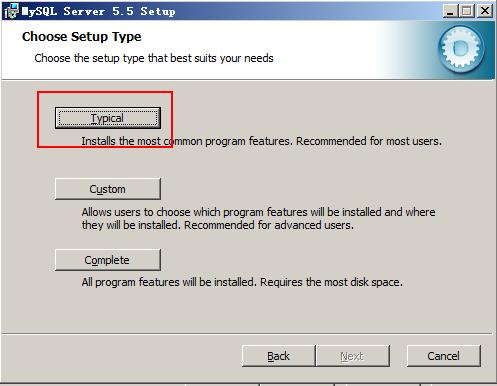 MySQL Server 5.5 Setup
Choose Setup Type
Choose the setup type that best suits your needs
Typical
Installs the most common program features. Recommended for most users.
Custom
Allows users to choose which program features will be installed and where
they will be installed. Recommended for advanced users.
Complete
All program features will be installed. Requires the most disk space.
Back
Next
Cancel